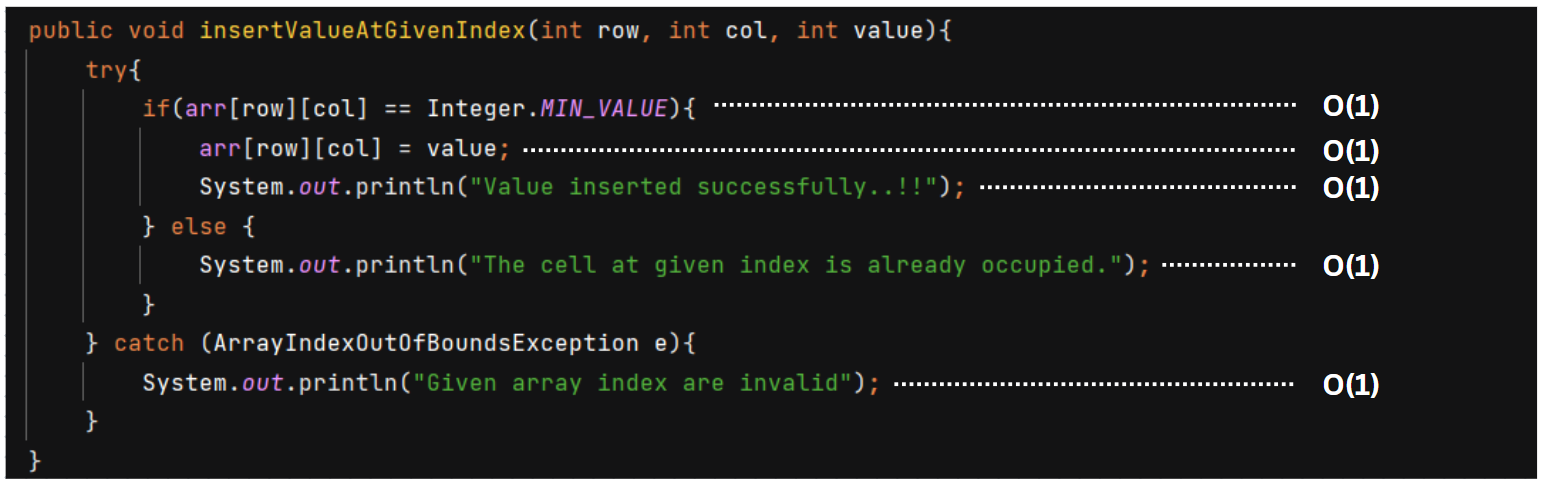 public void insertValueAtGivenIndex(int row, int col, int value){
try{
if(arr[row][col] == Integer.MIN_VALUE){ O(1)
arr[row][col] = value; O(1)
System.out.println("Value inserted successfully..!!"); O(1)
} else {
System.out.println("The cell at given index is already occupied."); O(1)
}
} catch (ArrayIndexOutOfBoundsException e){
System.out.println("Given array index are invalid"); O(1)
}
}